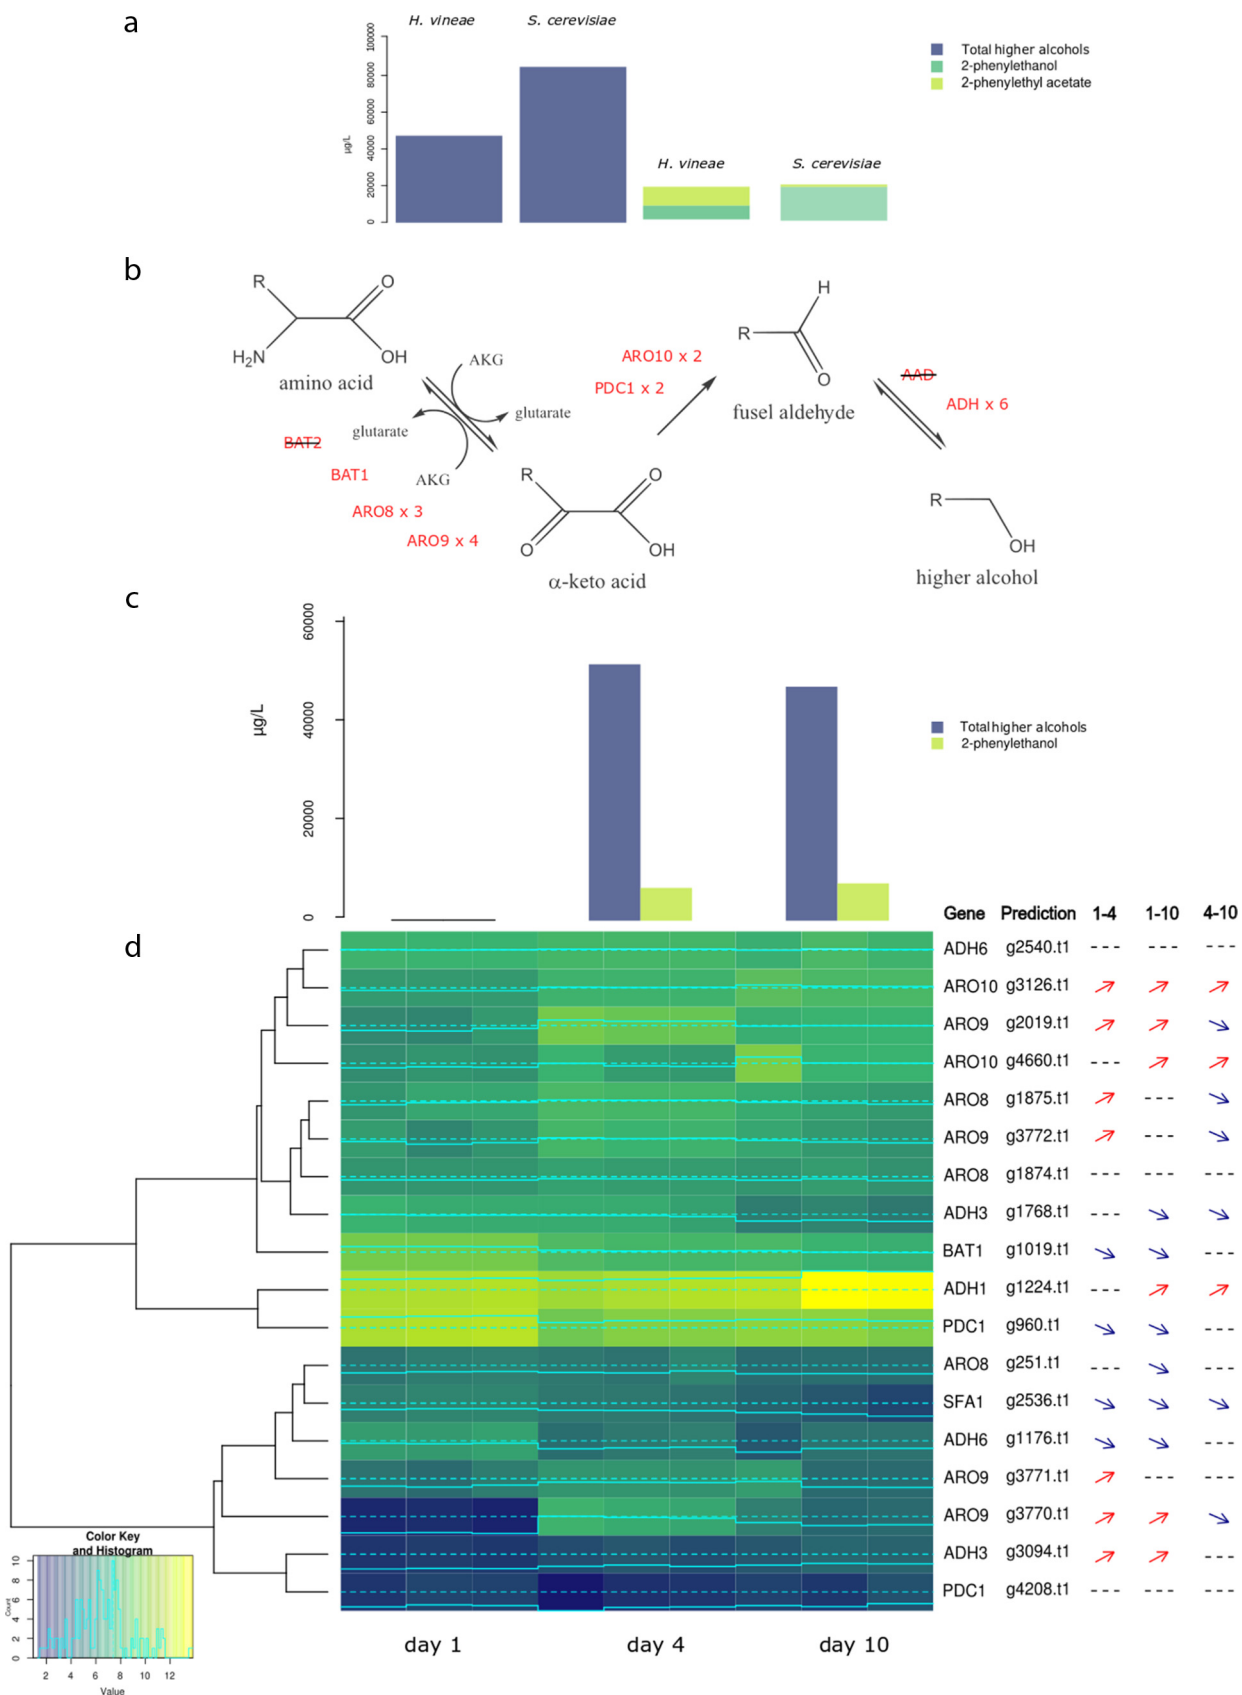 a
H. vineae S. cerevisiae
100000
80000
60000
40000
20000
0
µg/L
H. vineae S. cerevisiae
Total higher alcohols
2-phenylethanol
2-phenylethyl acetate
b
R O
H₂N OH
amino acid
AKG
glutarate
glutarate
AKG
BAT2
BAT1
ARO8 x 3
ARO9 x 4
R O
O OH
α-keto acid
ARO10 x 2
PDC1 x 2
H
R
O
fusel aldehyde
AAD
ADH x 6
R
OH
higher alcohol
c
60000
40000
20000
0
µg/L
Total higher alcohols
2-phenylethanol
d
Gene Prediction 1-4 1-10 4-10
ADH6 g2540.t1 --- --- ---
ARO10 g3126.t1
ARO9 g2019.t1
ARO10 g4660.t1 ---
ARO8 g1875.t1 ---
ARO9 g3772.t1 ---
ARO8 g1874.t1 --- --- ---
ADH3 g1768.t1 ---
BAT1 g1019.t1 ---
ADH1 g1224.t1 ---
PDC1 g960.t1 ---
ARO8 g251.t1 --- ---
SFA1 g2536.t1
ADH6 g1176.t1 ---
ARO9 g3771.t1 --- ---
ARO9 g3770.t1
ADH3 g3094.t1 ---
PDC1 g4208.t1 --- --- ---
day 1 day 4 day 10
Color Key
and Histogram
Count
10
8
6
4
2
0
2 4 6 8 10 12
Value